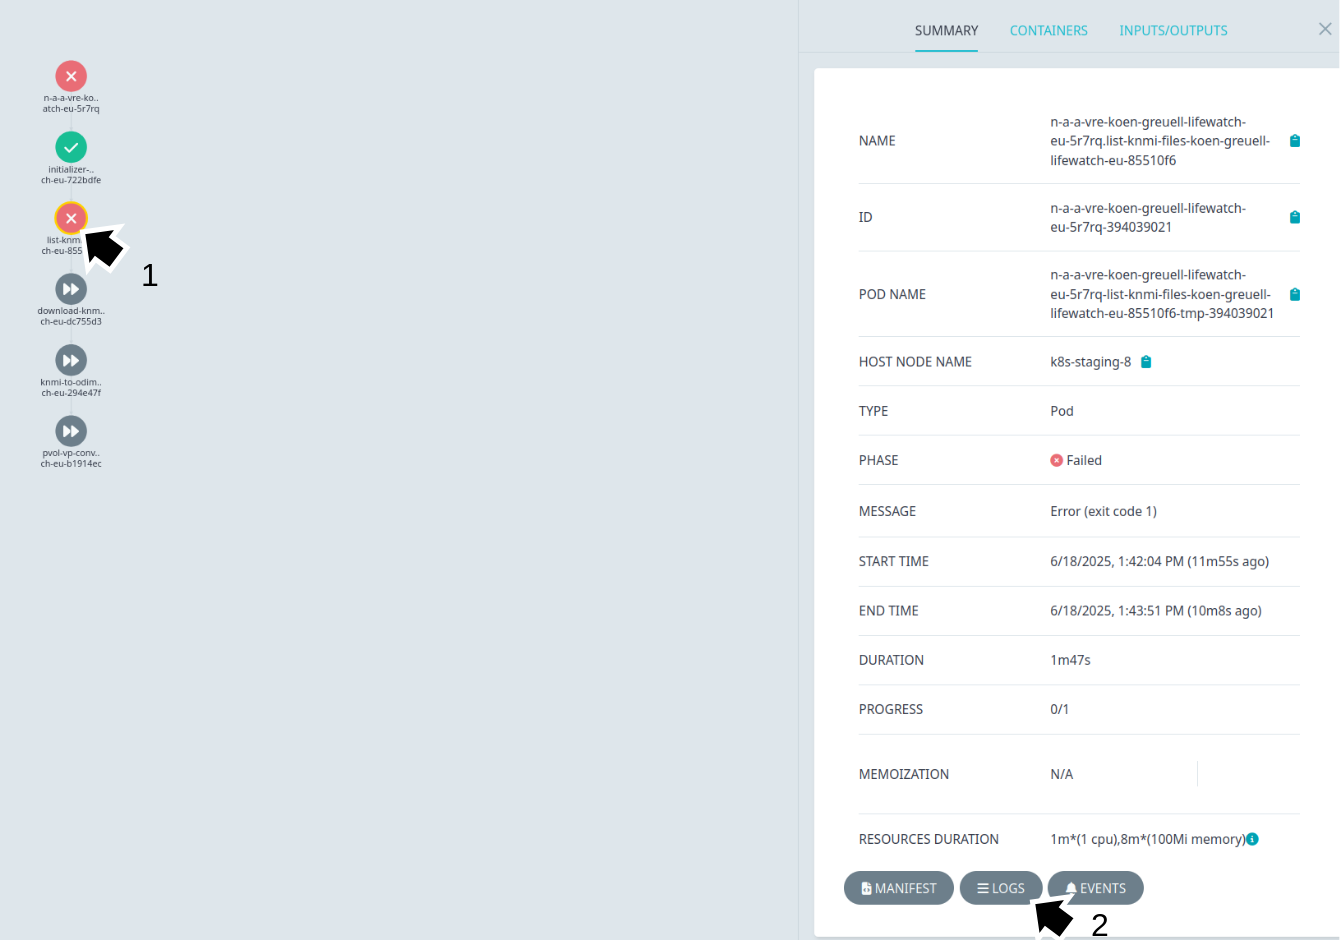 SUMMARY
CONTAINERS
INPUTS/OUTPUTS
n-a-a-vre-ko..
atch-eu-5r7rq
initializer-..
ch-eu-722bdfe
list-knm
ch-eu-855
1
download-knm..
ch-eu-dc755d3
knmi-to-odim..
ch-eu-294e47f
pvol-vp-conv..
ch-eu-b1914ec
NAME
n-a-a-vre-koen-greuell-lifewatch-
eu-5r7rq.list-knmi-files-koen-greuell-
lifewatch-eu-85510f6
ID
n-a-a-vre-koen-greuell-lifewatch-
eu-5r7rq-394039021
POD NAME
n-a-a-vre-koen-greuell-lifewatch-
eu-5r7rq-list-knmi-files-koen-greuell-
lifewatch-eu-85510f6-tmp-394039021
HOST NODE NAME
k8s-staging-8
TYPE
Pod
PHASE
Failed
MESSAGE
Error (exit code 1)
START TIME
6/18/2025, 1:42:04 PM (11m55s ago)
END TIME
6/18/2025, 1:43:51 PM (10m8s ago)
DURATION
1m47s
PROGRESS
0/1
MEMOIZATION
N/A
RESOURCES DURATION
1m*(1 cpu),8m*(100Mi memory)
MANIFEST
LOGS
EVENTS
2